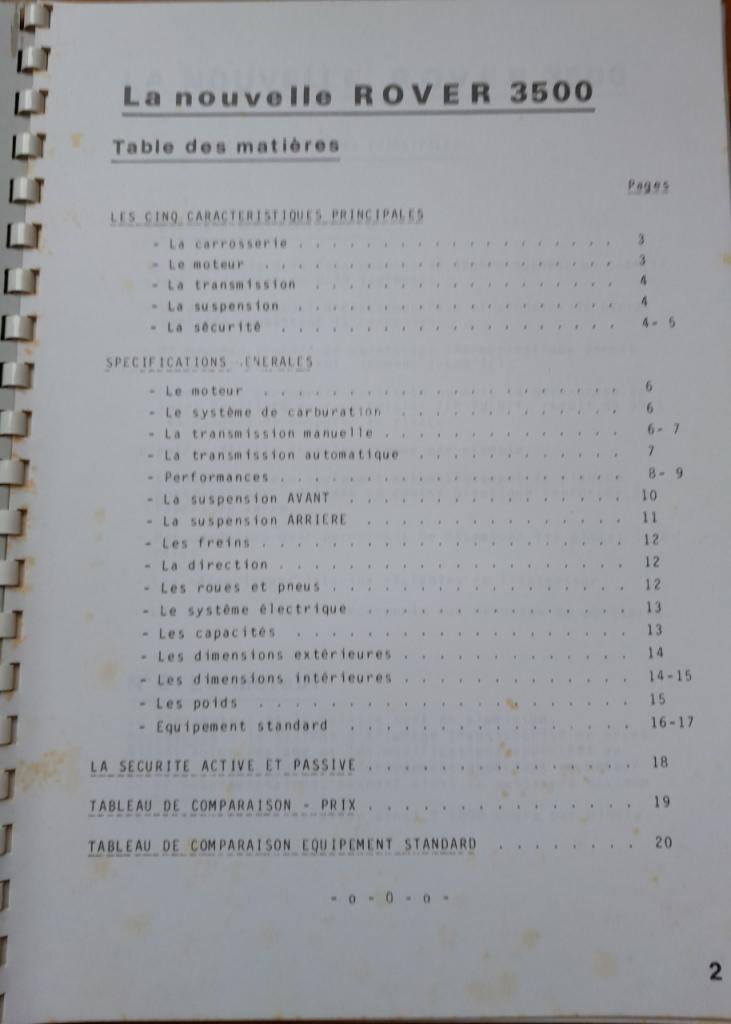 La nouvelle ROVER 3500
Table des matières
Pages
LES CINQ CARACTERISTIQUES PRINCIPALES
- La carrosserie . . . . . . . . . . . . . . . . . . . . 3
- Le moteur . . . . . . . . . . . . . . . . . . . . 3
- La transmission . . . . . . . . . . . . . . . . . . . 4
- La suspension . . . . . . . . . . . . . . . . . . . 4
- La sécurité . . . . . . . . . . . . . . . . . . . 4- 5
SPECIFICATIONS .ENERALES
- Le moteur . . . . . . . . . . . . . . . . . . . . 6
- Le système de carburation . . . . . . . . . . . . . 6
- La transmission manuelle . . . . . . . . . . . . . . 6- 7
- La transmission automatique . . . . . . . . . . . . 7
- Performances . . . . . . . . . . . . . . . . . . . 8- 9
- La suspension AVANT . . . . . . . . . . . . . . . 10
- La suspension ARRIERE . . . . . . . . . . . . . . 11
- Les freins . . . . . . . . . . . . . . . . . . . . 12
- La direction . . . . . . . . . . . . . . . . . . . 12
- Les roues et pneus . . . . . . . . . . . . . . . . 12
- Le système électrique . . . . . . . . . . . . . . 13
- Les capacités . . . . . . . . . . . . . . . . . . 13
- Les dimensions extérieures . . . . . . . . . . . . . 14
- Les dimensions intérieures . . . . . . . . . . . . . 14-15
- Les poids . . . . . . . . . . . . . . . . . . . . 15
- Equipement standard . . . . . . . . . . . . . . . 16-17
LA SECURITE ACTIVE ET PASSIVE . . . . . . . . . . . . . . . 18
TABLEAU DE COMPARAISON - PRIX . . . . . . . . . . . . . . . 19
TABLEAU DE COMPARAISON EQUIPEMENT STANDARD . . . . . . . . 20
- o - O - o -
2